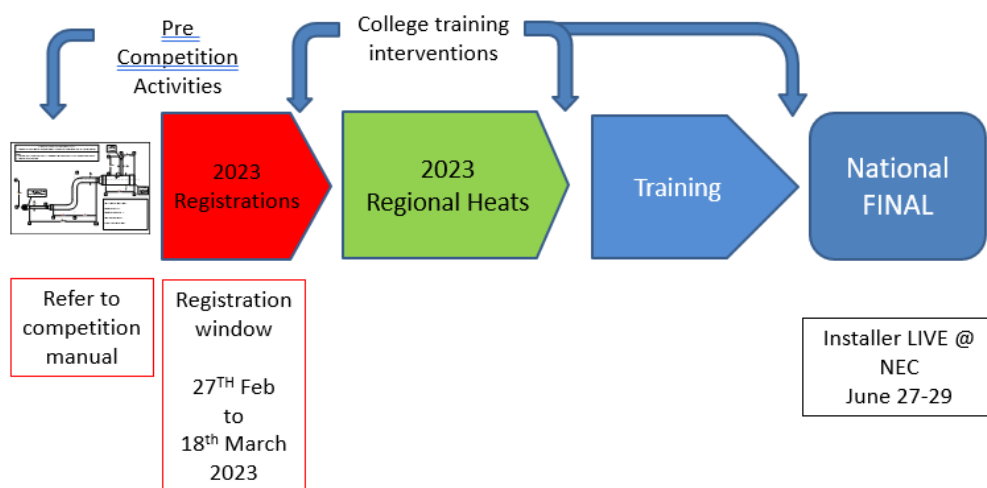 Pre
Competition
Activities
College training
interventions
2023
Registrations
2023
Regional Heats
Training
National
FINAL
Refer to
competition
manual
Registration
window
27TH Feb
to
18th March
2023
Installer LIVE @
NEC
June 27-29